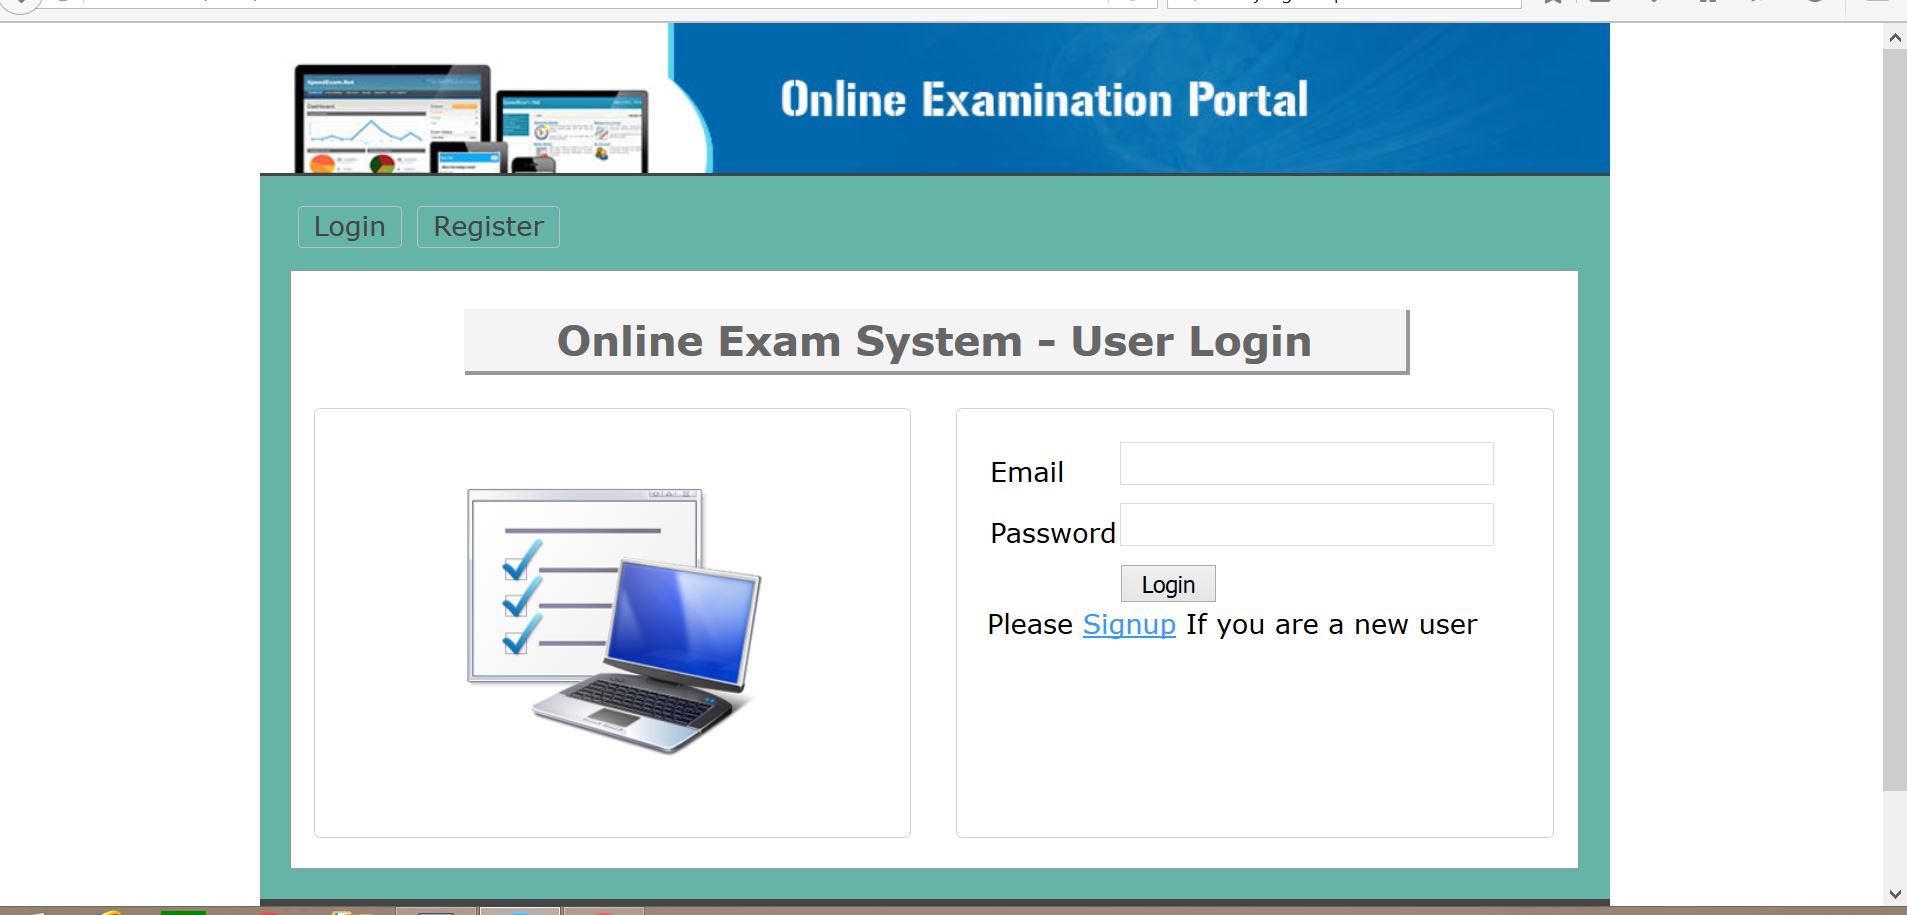 Online Examination Portal
Login Register
Online Exam System - User Login
Email
Password
Login
Please Signup If you are a new user